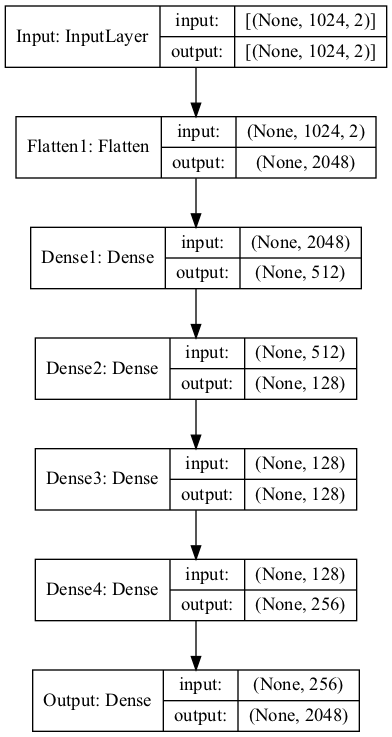 Input: InputLayer
input: [(None, 1024, 2)]
output: [(None, 1024, 2)]
Flatten1: Flatten
input: (None, 1024, 2)
output: (None, 2048)
Dense1: Dense
input: (None, 2048)
output: (None, 512)
Dense2: Dense
input: (None, 512)
output: (None, 128)
Dense3: Dense
input: (None, 128)
output: (None, 128)
Dense4: Dense
input: (None, 128)
output: (None, 256)
Output: Dense
input: (None, 256)
output: (None, 2048)